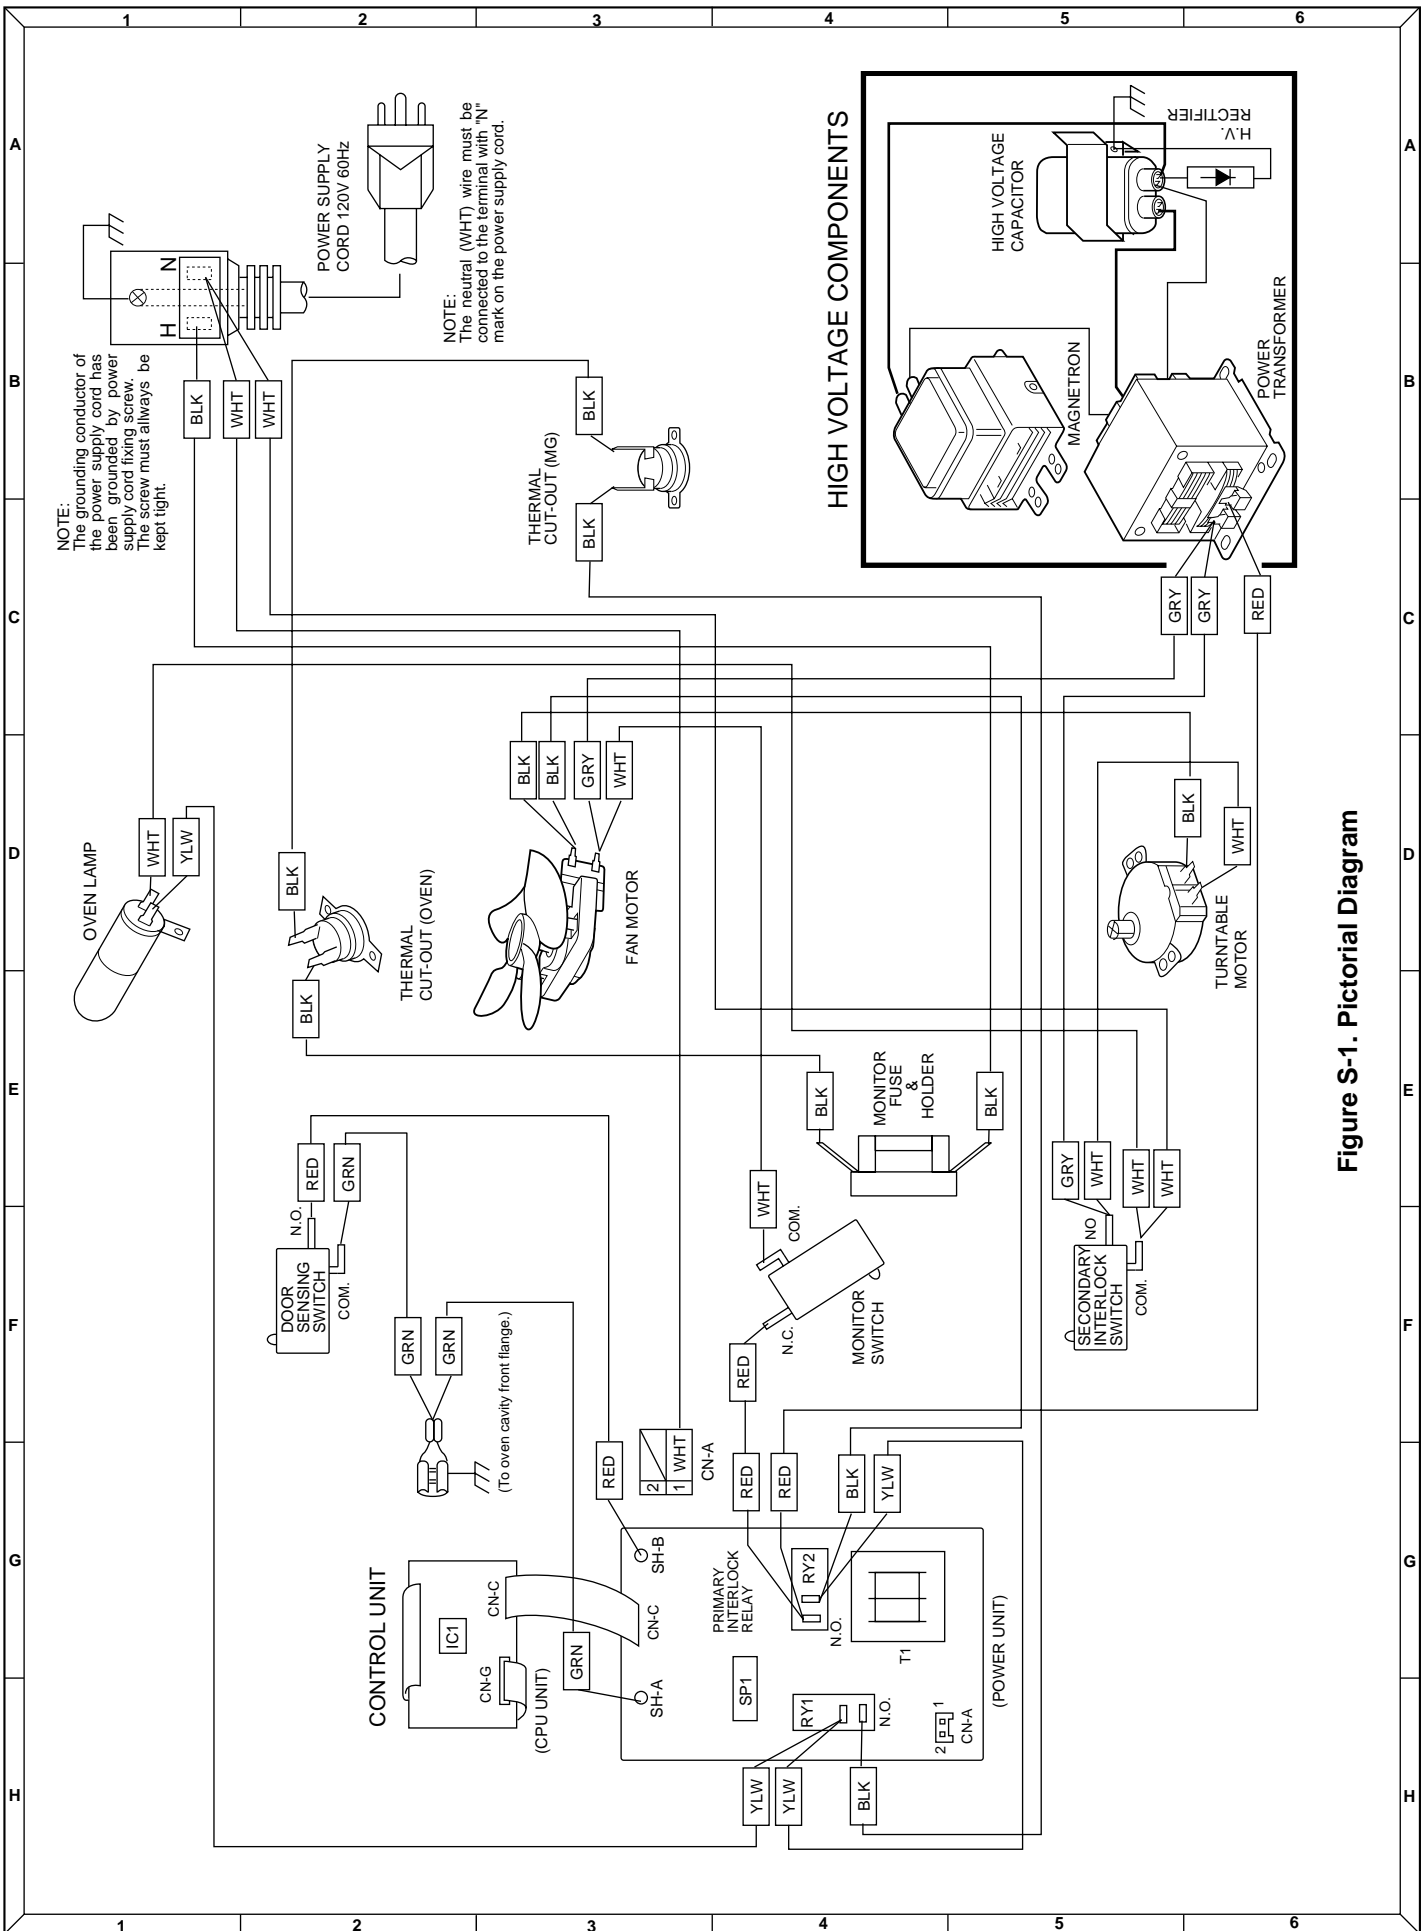 1 2 3 4 5 6
A A
B B
C C
D D
E E
F F
G G
H H
1 2 3 4 5 6
NOTE:
The grounding conductor of
the power supply cord has
been grounded by power
supply cord fixing screw.
The screw must allways be
kept tight.
H N
BLK
WHT
WHT
POWER SUPPLY
CORD 120V 60Hz
NOTE:
The neutral (WHT) wire must be
connected to the terminal with "N"
mark on the power supply cord.
BLK
THERMAL
CUT-OUT (MG)
BLK
HIGH VOLTAGE COMPONENTS
HIGH VOLTAGE
CAPACITOR
H.V.
RECTIFIER
MAGNETRON
POWER
TRANSFORMER
GRY
GRY
RED
OVEN LAMP
WHT
YLW
BLK
THERMAL
CUT-OUT (OVEN)
BLK
BLK
BLK
GRY
WHT
FAN MOTOR
BLK
WHT
TURNTABLE
MOTOR
RED
GRN
N.O.
DOOR
SENSING
SWITCH
COM.
GRN
GRN
(To oven cavity front flange.)
BLK
MONITOR
FUSE
&
HOLDER
BLK
WHT
COM.
N.C.
MONITOR
SWITCH
RED
GRY
WHT
WHT
WHT
NO
SECONDARY
INTERLOCK
SWITCH
COM.
CONTROL UNIT
IC1
CN-C
CN-G
(CPU UNIT)
GRN
RED
2
1 WHT
CN-A
RED
RED
BLK
YLW
SH-B
CN-C
SH-A
PRIMARY
INTERLOCK
RELAY
RY2
N.O.
T1
SP1
RY1
N.O.
2 1
CN-A
(POWER UNIT)
YLW
YLW
BLK
Figure S-1. Pictorial Diagram